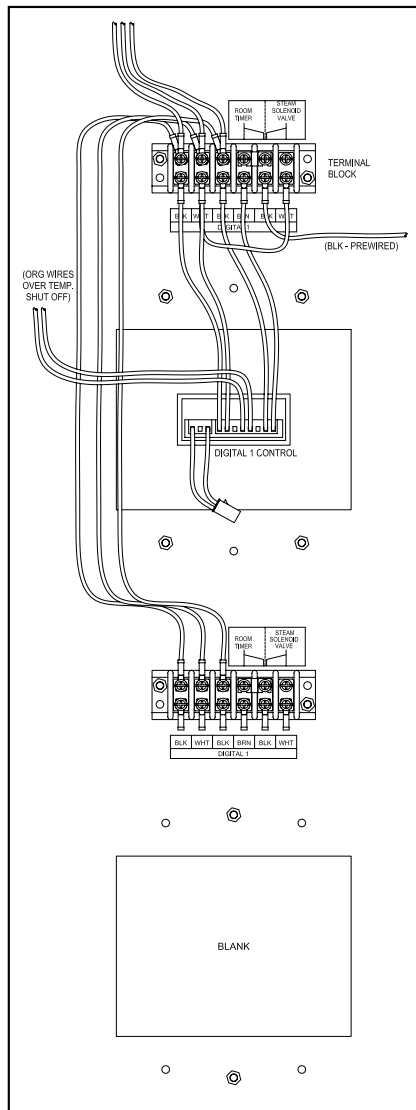 ROOM
TIMER
STEAM
SOLENOID
VALVE
TERMINAL
BLOCK
BLK WHT BLK BRN BLK WHT
DIGITAL 1
(BLK - PREWIRED)
(ORG WIRES
OVER TEMP.
SHUT OFF)
DIGITAL 1 CONTROL
ROOM
TIMER
STEAM
SOLENOID
VALVE
BLK WHT BLK BRN BLK WHT
DIGITAL 1
BLANK